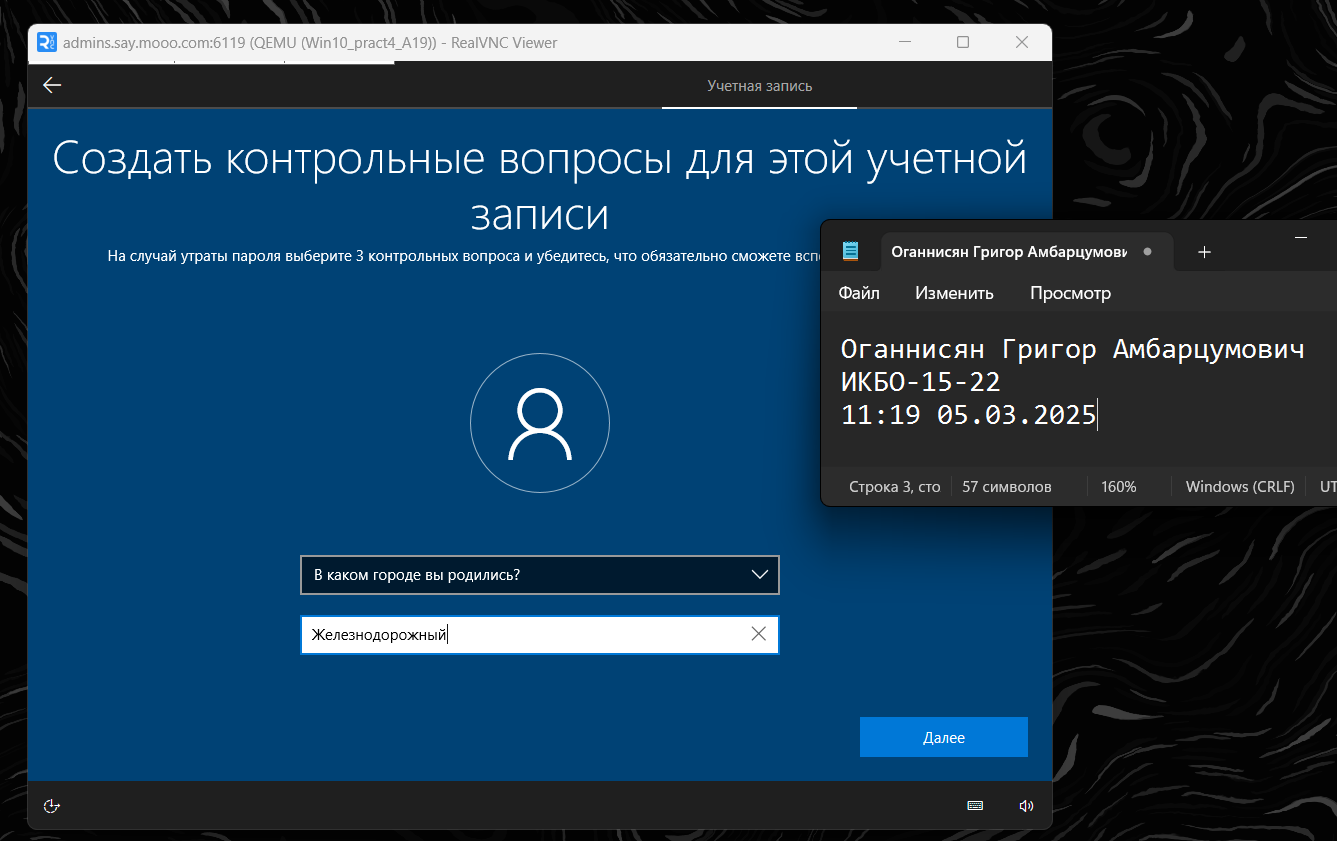 admins.say.mooo.com:6119 (QEMU (Win10_pract4_A19)) - RealVNC Viewer
Учетная запись
Создать контрольные вопросы для этой учетной
записи
На случай утраты пароля выберите 3 контрольных вопроса и убедитесь, что обязательно сможете
Оганнисян Григор Амбарцумови
Файл Изменить Просмотр
Оганнисян Григор Амбарцумович
ИКБО-15-22
11:19 05.03.2025
Строка 3, сто 57 символов 160% Windows (CRLF) UT
В каком городе вы родились?
Железнодорожный
Далее